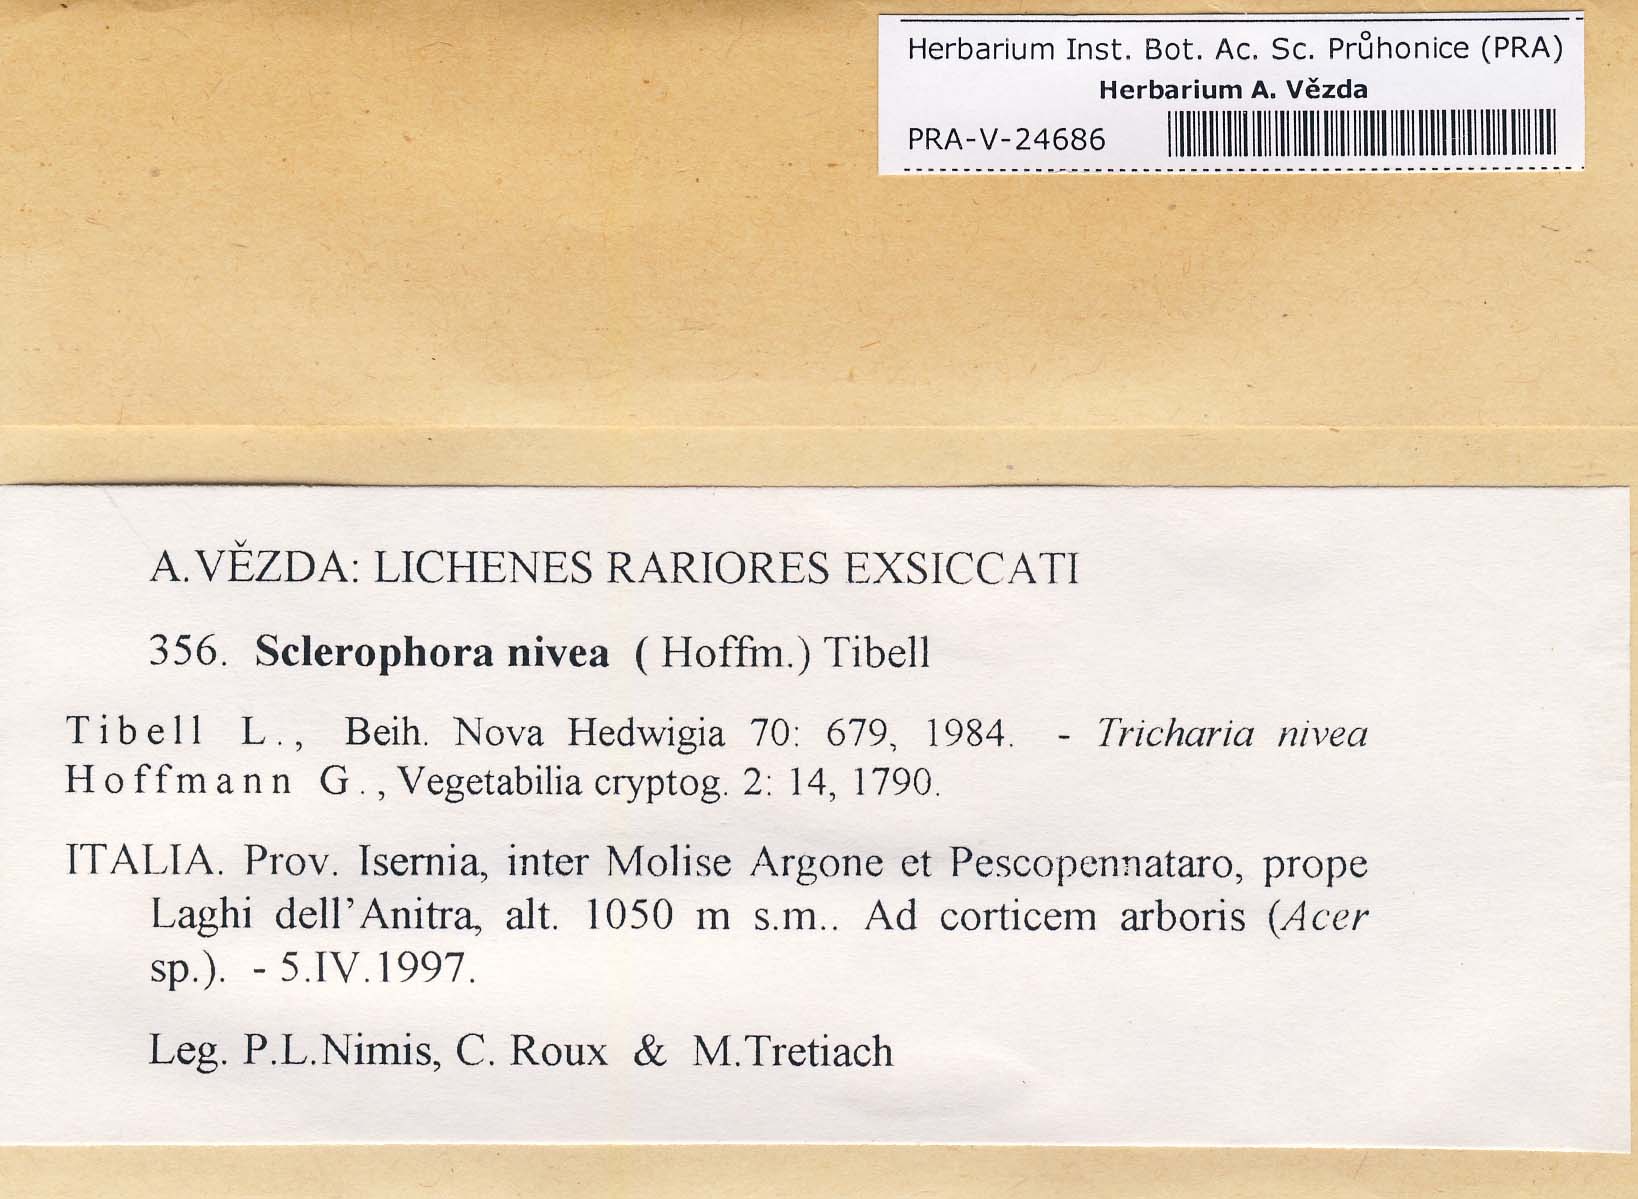 Herbarium Inst. Bot. Ac. Sc. Průhonice (PRA)
Herbarium A. Vězda
PRA-V-24686
A.VĚZDA: LICHENES RARIORES EXSICCATI
356. Sclerophora nivea ( Hoffm.) Tibell
Tibell L., Beih. Nova Hedwigia 70: 679, 1984. - Tricharia nivea
Hoffmann G., Vegetabilia cryptog. 2: 14, 1790.
ITALIA. Prov. Isernia, inter Molise Argone et Pescopennataro, prope
Laghi dell'Anitra, alt. 1050 m s.m.. Ad corticem arboris (Acer
sp.). - 5.IV.1997.
Leg. P.L.Nimis, C. Roux & M.Tretiach